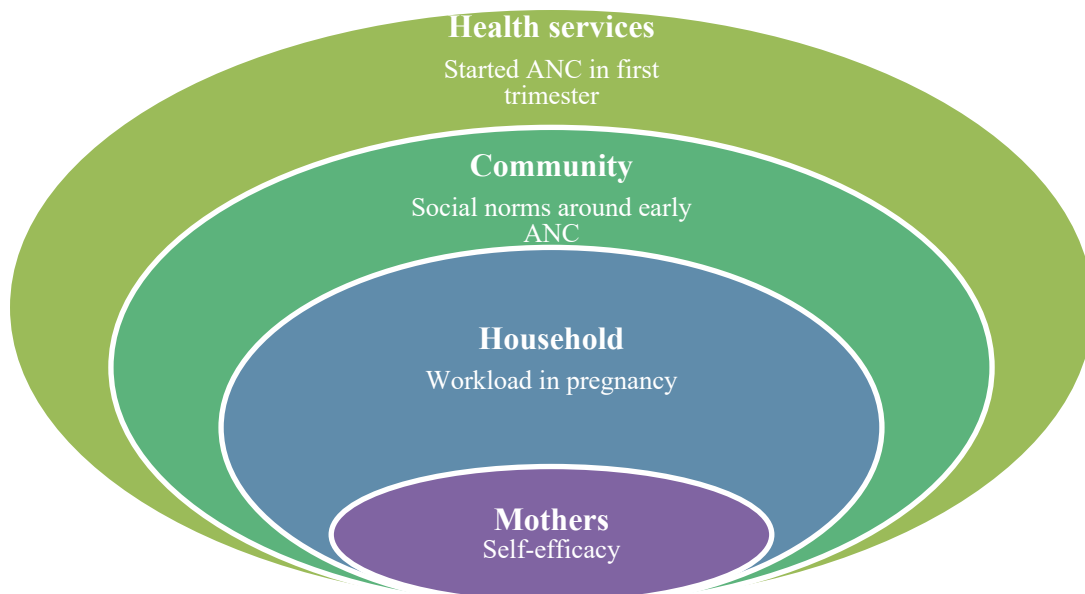 Health services
Started ANC in first
trimester
Community
Social norms around early
ANC
Household
Workload in pregnancy
Mothers
Self-efficacy